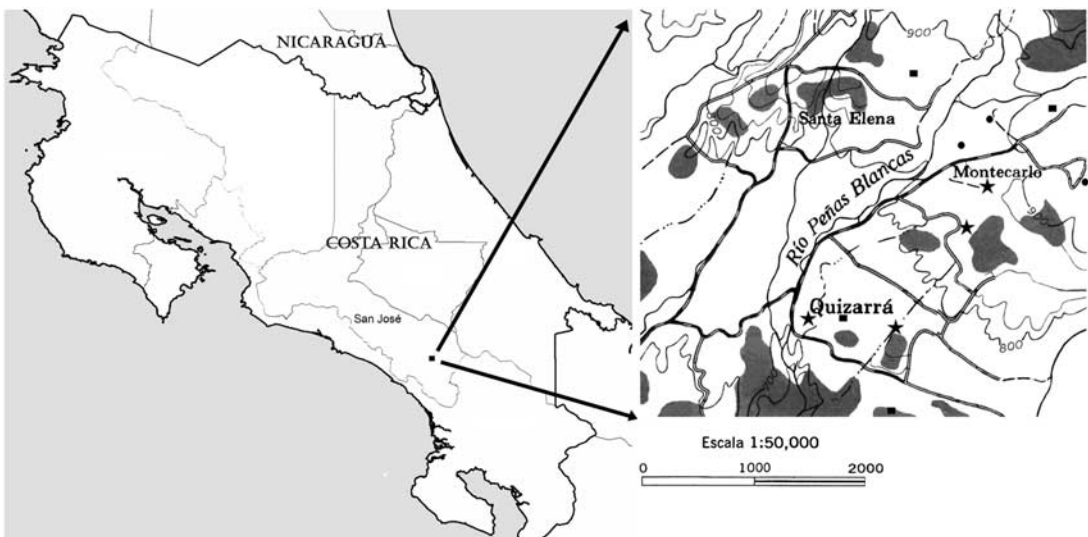 NICARAGUA
COSTA RICA
San José
900
Santa Elena
Río Peñas Blancas
Montecarlo
Quizarrá
800
Escala 1:50,000
0 1000 2000